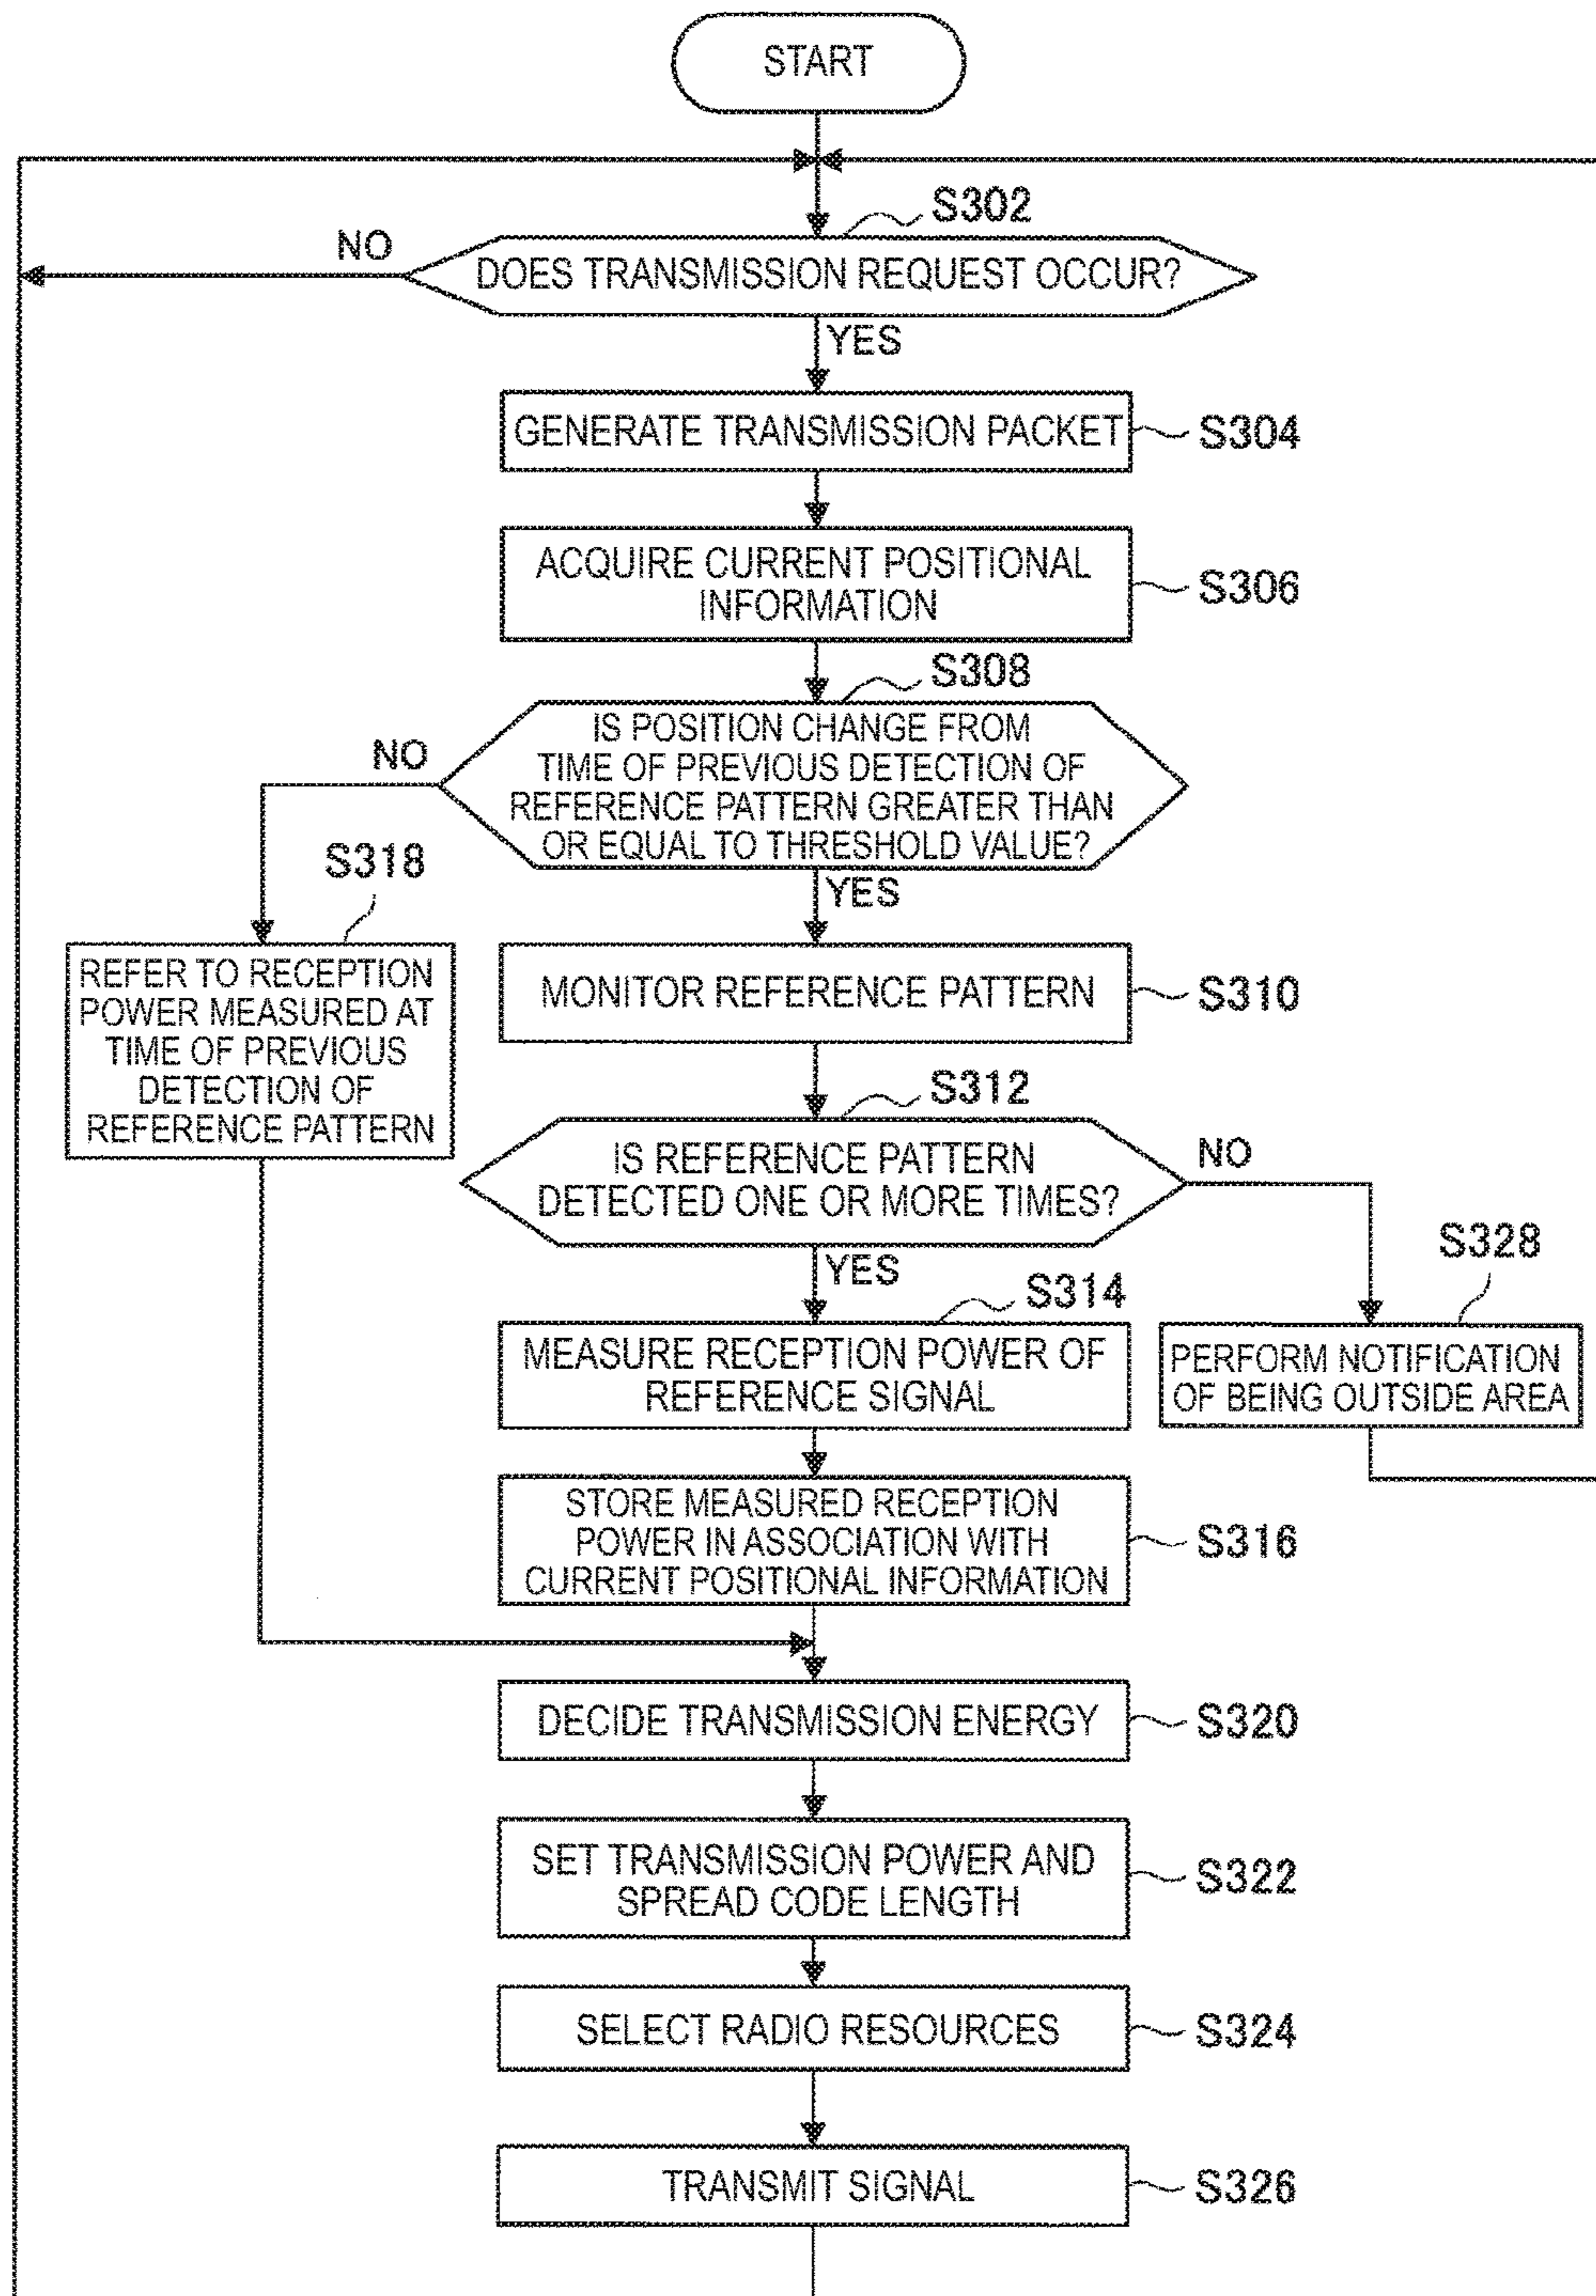 START
S302
NO
DOES TRANSMISSION REQUEST OCCUR?
YES
GENERATE TRANSMISSION PACKET
S304
ACQUIRE CURRENT POSITIONAL
INFORMATION
S306
S308
IS POSITION CHANGE FROM
TIME OF PREVIOUS DETECTION OF
REFERENCE PATTERN GREATER THAN
OR EQUAL TO THRESHOLD VALUE?
NO
YES
S318
REFER TO RECEPTION
POWER MEASURED AT
TIME OF PREVIOUS
DETECTION OF
REFERENCE PATTERN
MONITOR REFERENCE PATTERN
S310
S312
IS REFERENCE PATTERN
DETECTED ONE OR MORE TIMES?
NO
YES
S328
PERFORM NOTIFICATION
OF BEING OUTSIDE AREA
S314
MEASURE RECEPTION POWER OF
REFERENCE SIGNAL
STORE MEASURED RECEPTION
POWER IN ASSOCIATION WITH
CURRENT POSITIONAL INFORMATION
S316
DECIDE TRANSMISSION ENERGY
S320
SET TRANSMISSION POWER AND
SPREAD CODE LENGTH
S322
SELECT RADIO RESOURCES
S324
TRANSMIT SIGNAL
S326